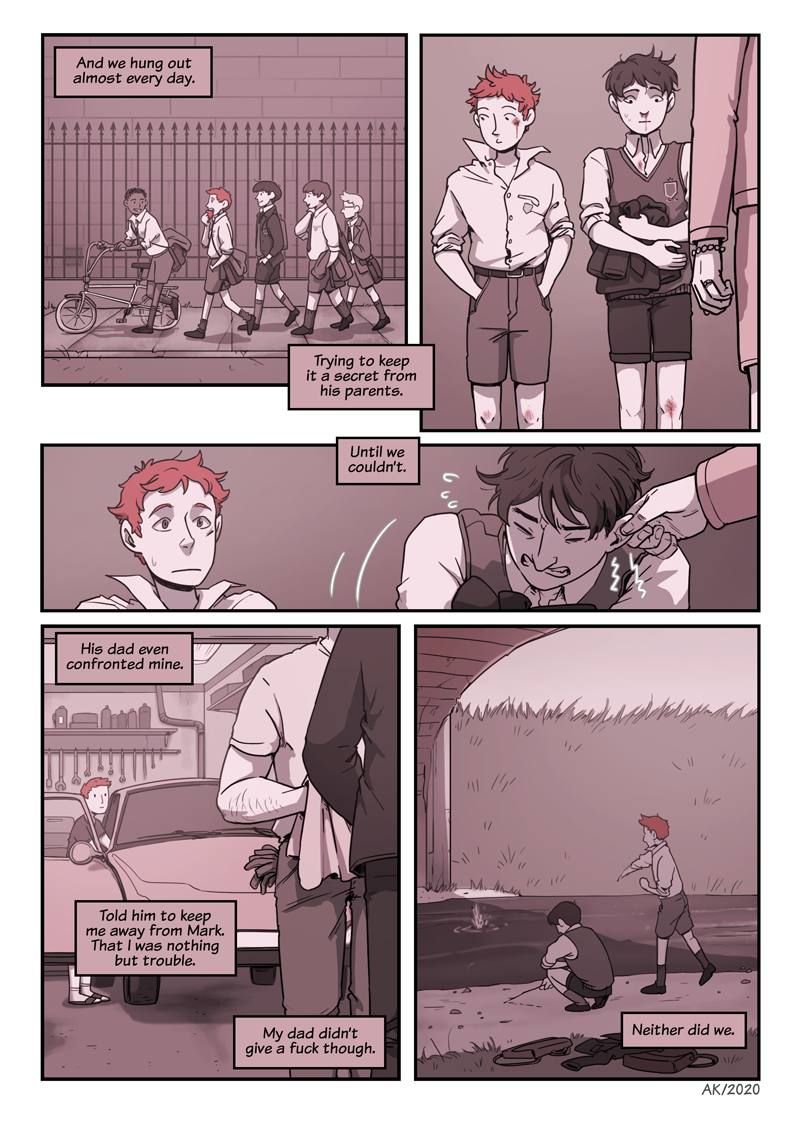 And we hung out
almost every day.
Trying to keep
it a secret from
his parents.
Until we
couldn't.
His dad even
confronted mine.
Told him to keep
me away from Mark.
That I was nothing
but trouble.
My dad didn't
give a fuck though.
Neither did we.
AK/2020